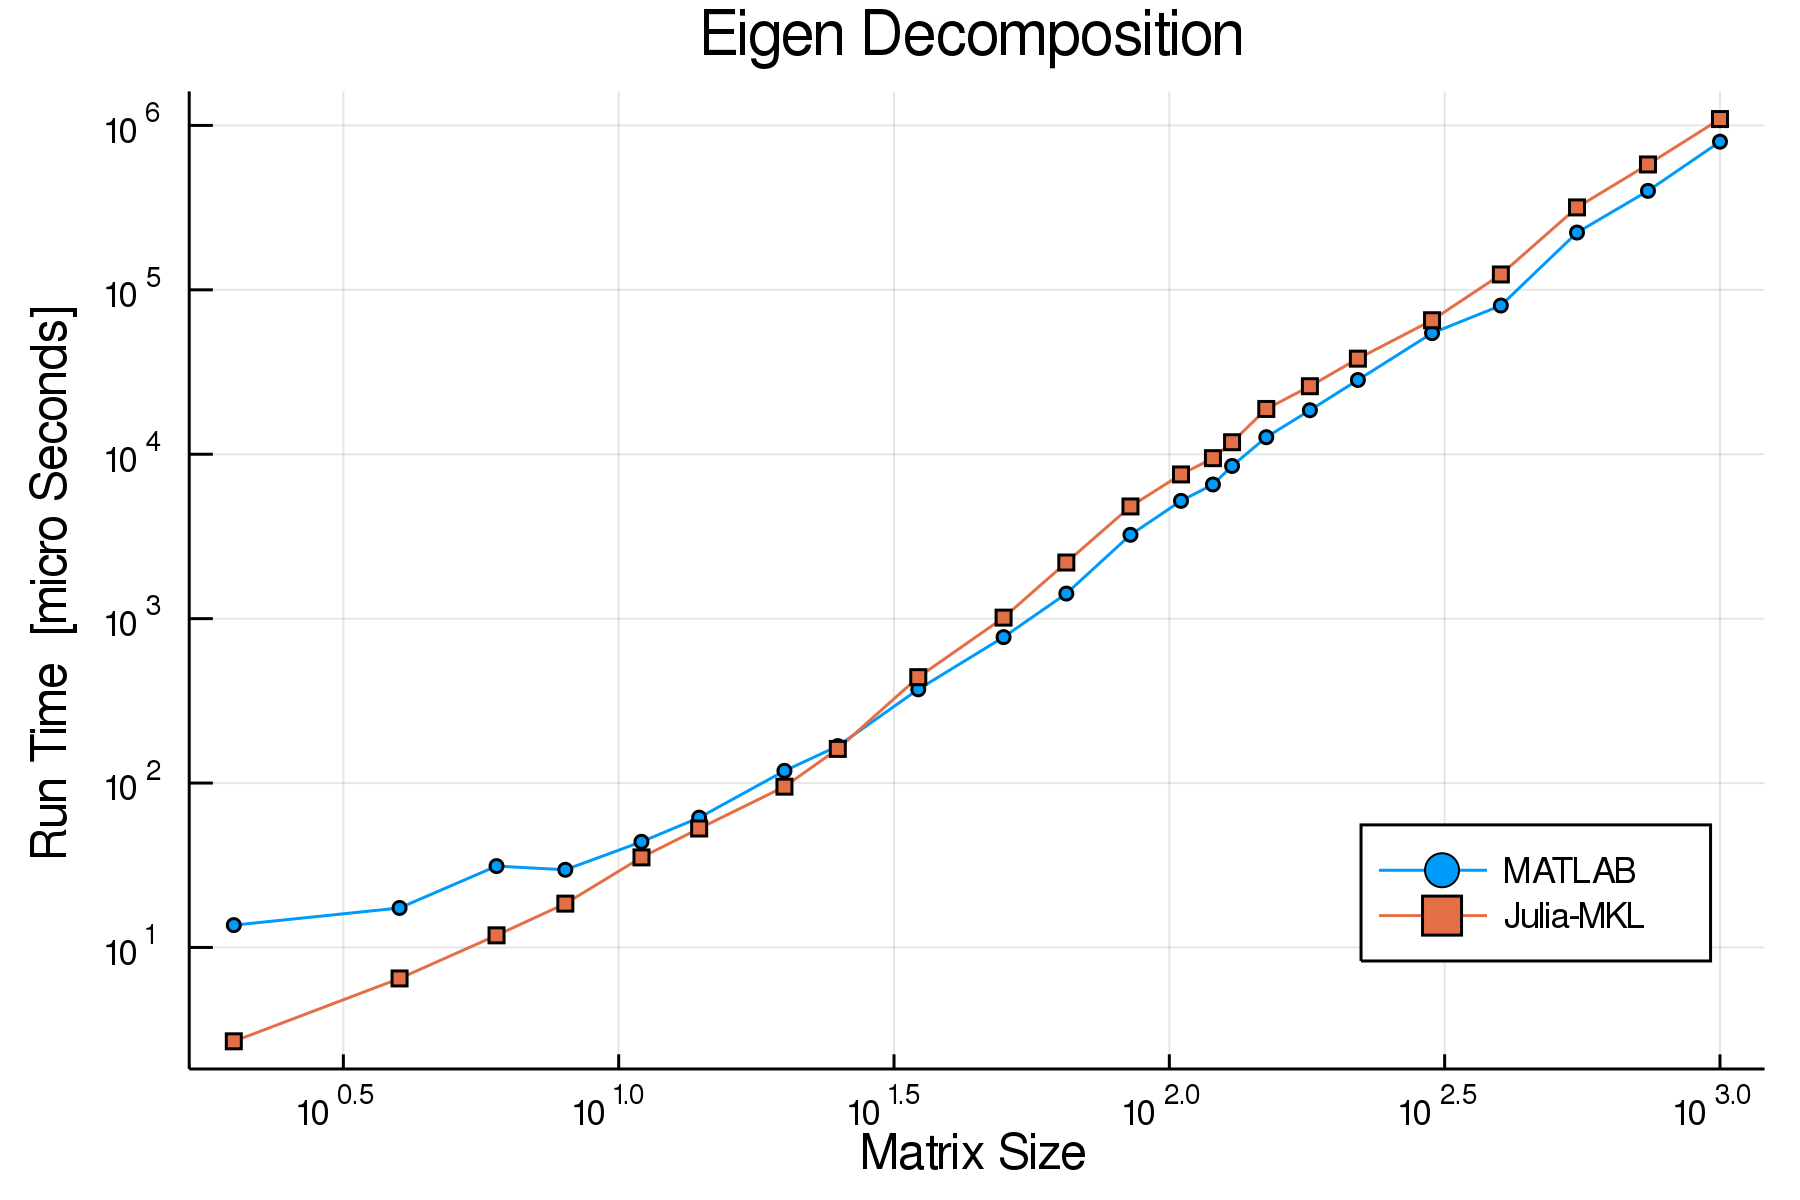 Eigen Decomposition
Run Time [micro Seconds]
10^6
10^5
10^4
10^3
10^2
10^1
MATLAB
Julia-MKL
10^0.5 10^1.0 10^1.5 10^2.0 10^2.5 10^3.0
Matrix Size